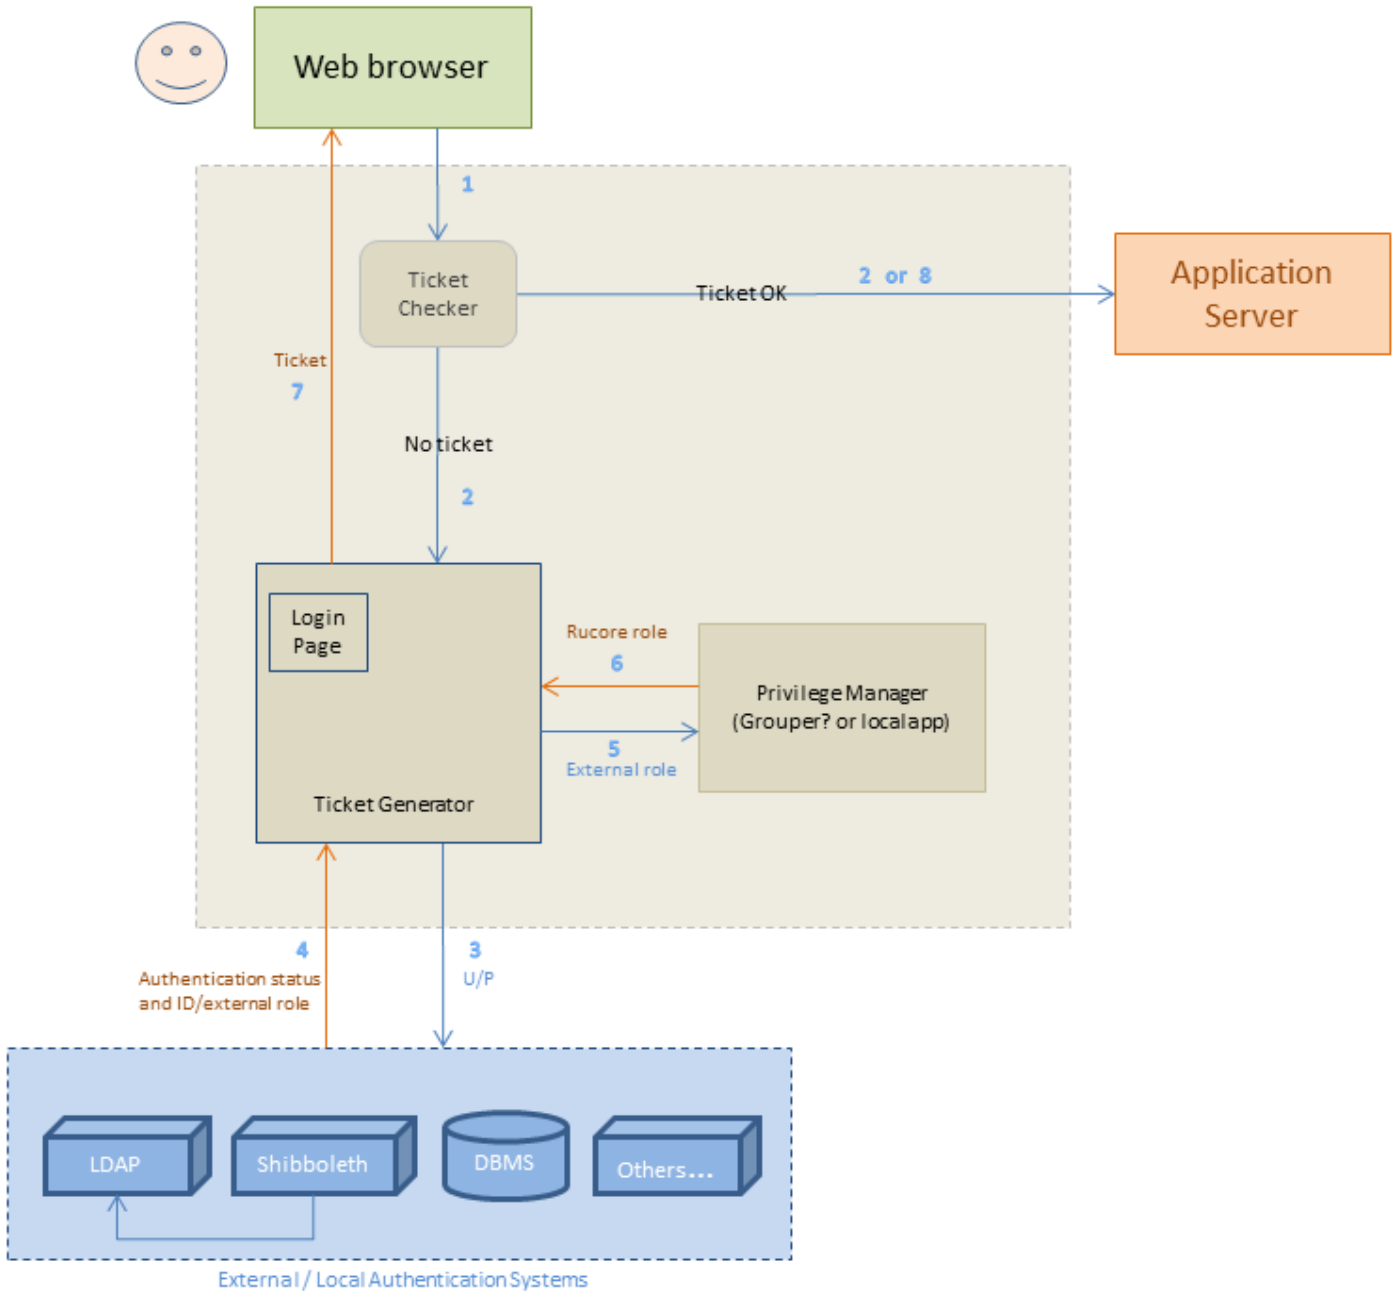 Web browser
1
Ticket
Checker
2 or 8
Ticket OK
Application
Server
Ticket
7
No ticket
2
Login
Page
Rucore role
6
Privilege Manager
(Grouper? or localapp)
5
External role
Ticket Generator
4
Authentication status
and ID/external role
3
U/P
LDAP
Shibboleth
DBMS
Others...
External / Local Authentication Systems